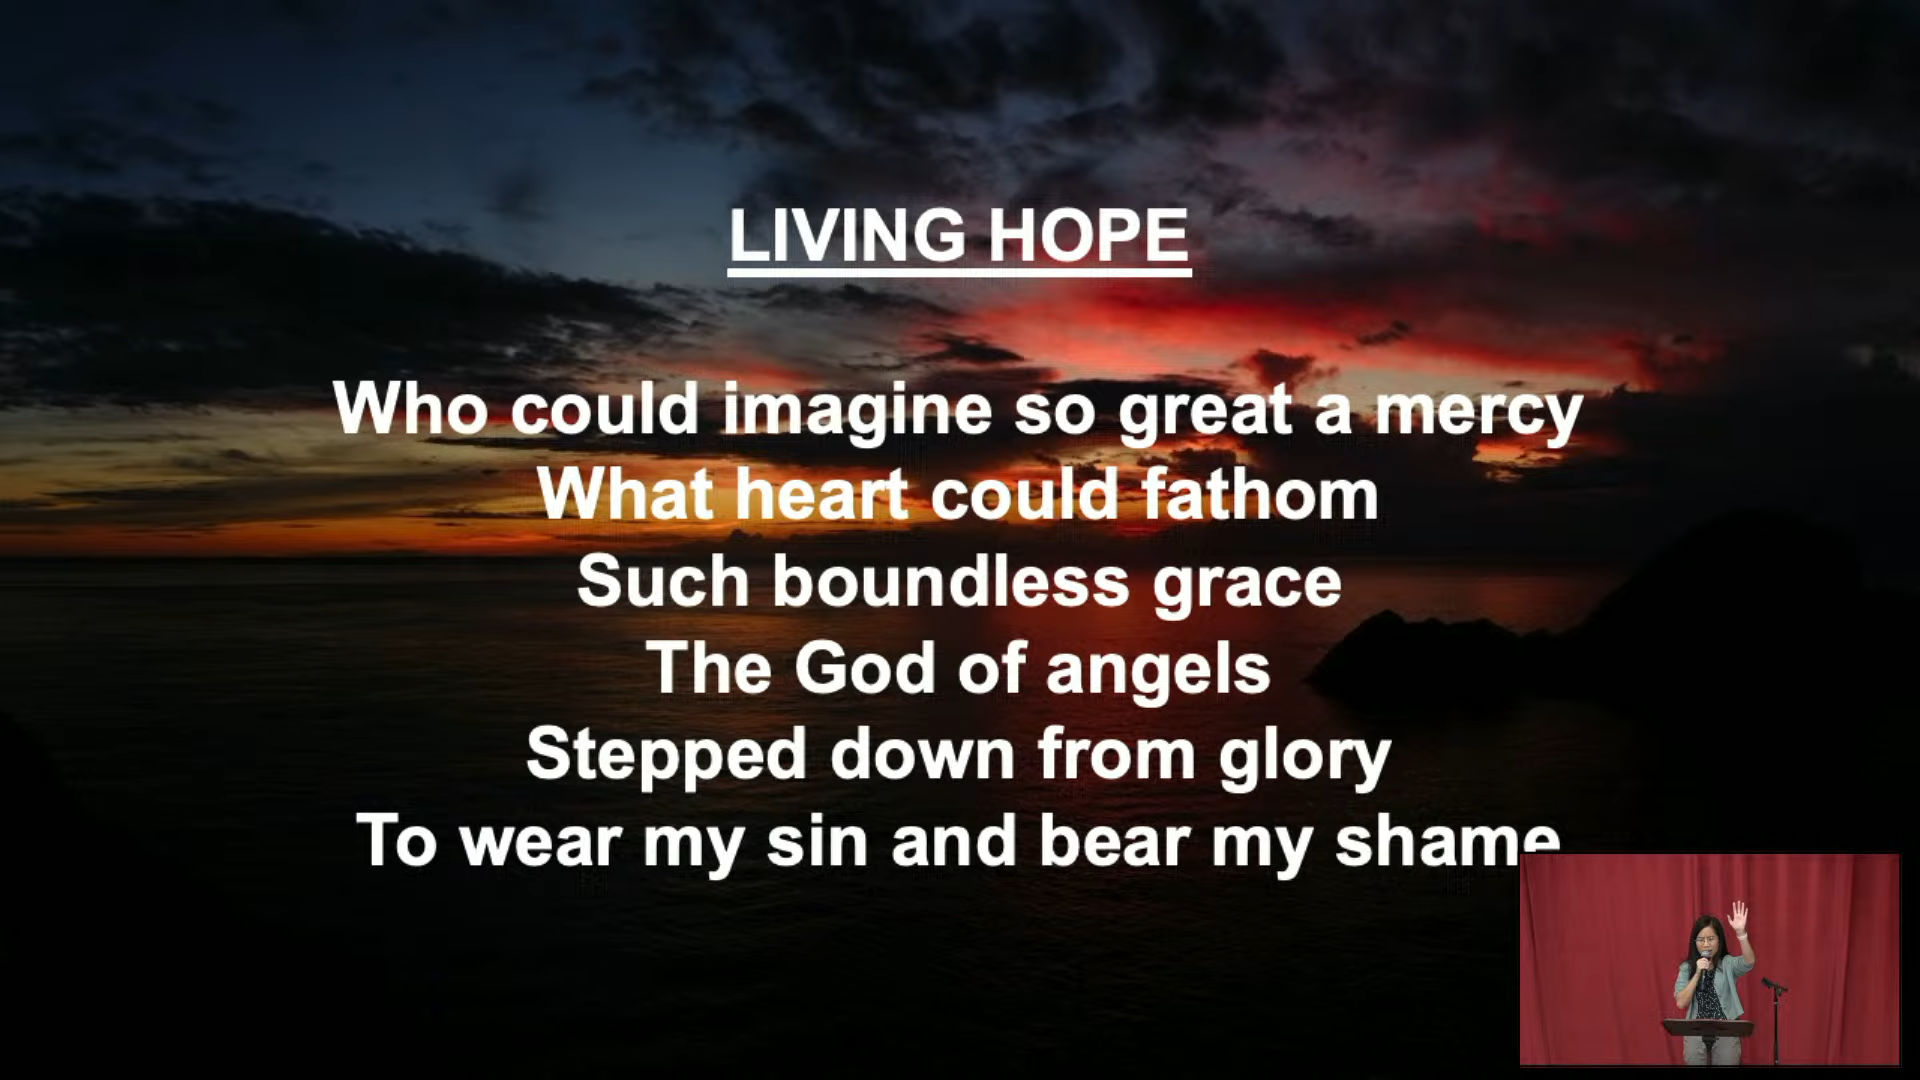 LIVING HOPE
Who could imagine so great a mercy
What heart could fathom
Such boundless grace
The God of angels
Stepped down from glory
To wear my sin and bear my shame